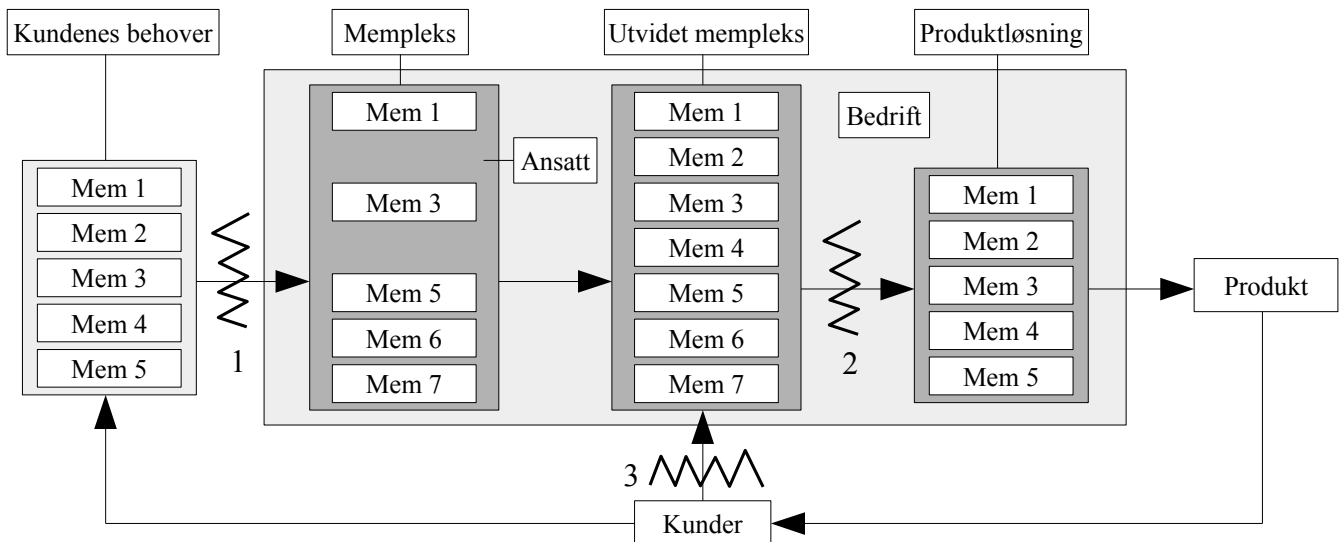 Kundenes behover
Mempleks
Utvidet mempleks
Produktløsning
Mem 1
Mem 2
Mem 3
Mem 4
Mem 5
1
Mem 1
Mem 3
Mem 5
Mem 6
Mem 7
Ansatt
Mem 1
Mem 2
Mem 3
Mem 4
Mem 5
Mem 6
Mem 7
Bedrift
2
Mem 1
Mem 2
Mem 3
Mem 4
Mem 5
Produkt
3
Kunder